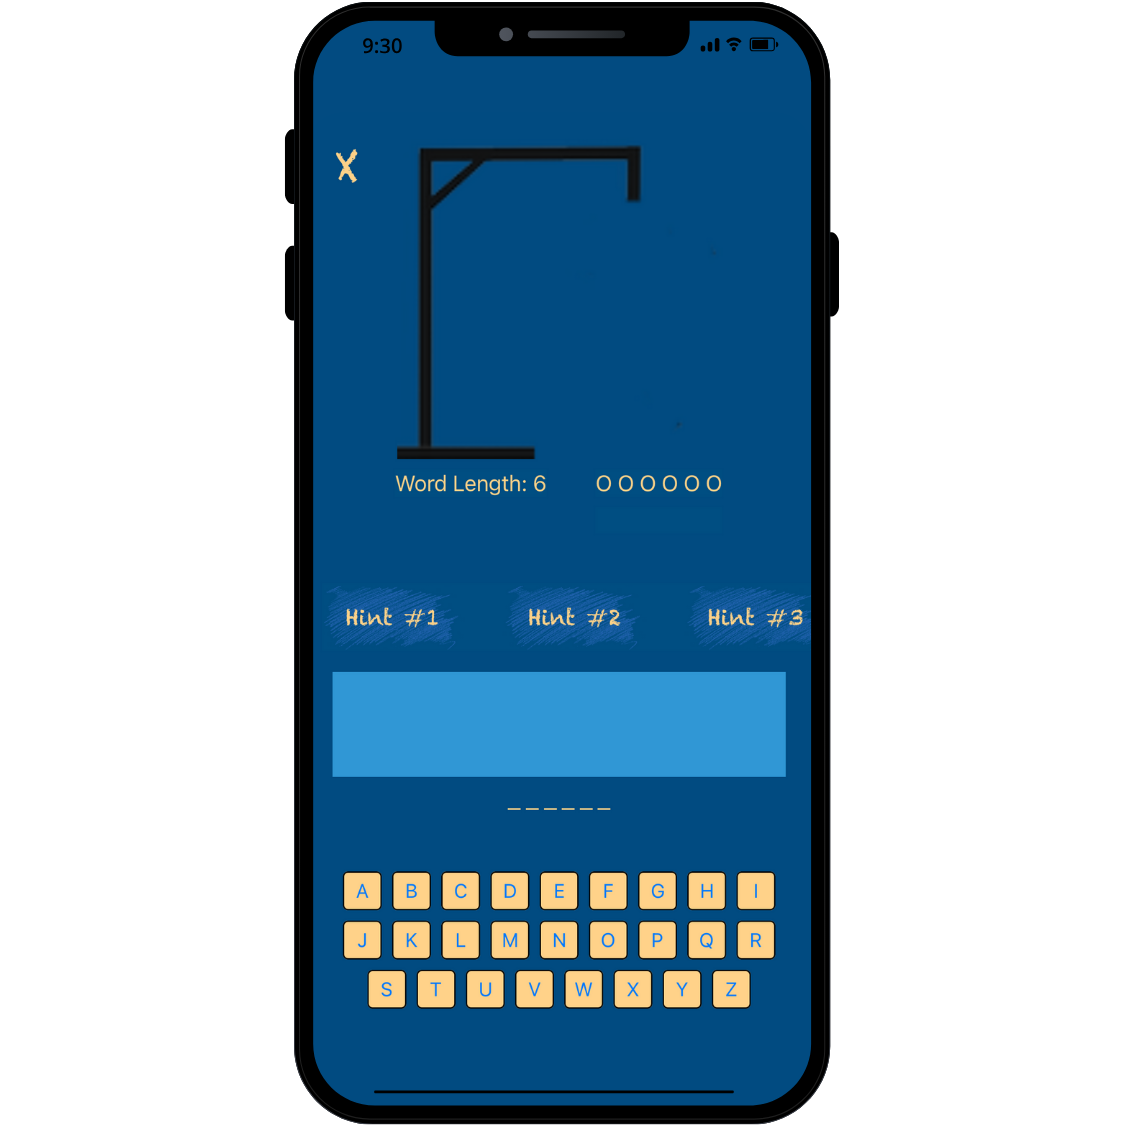 9:30
X
Word Length: 6 O O O O O O
Hint #1 Hint #2 Hint #3
_ _ _ _ _ _
A B C D E F G H I
J K L M N O P Q R
S T U V W X Y Z